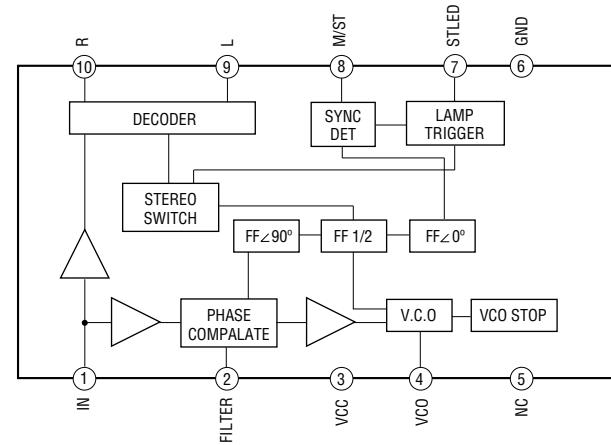 R
L
M/ST
STLED
GND
10
9
8
7
6
DECODER
SYNC
DET
LAMP
TRIGGER
STEREO
SWITCH
FF∠90º
FF 1/2
FF∠0º
PHASE
COMPALATE
V.C.O
VCO STOP
1
2
3
4
5
IN
FILTER
VCC
VCO
NC